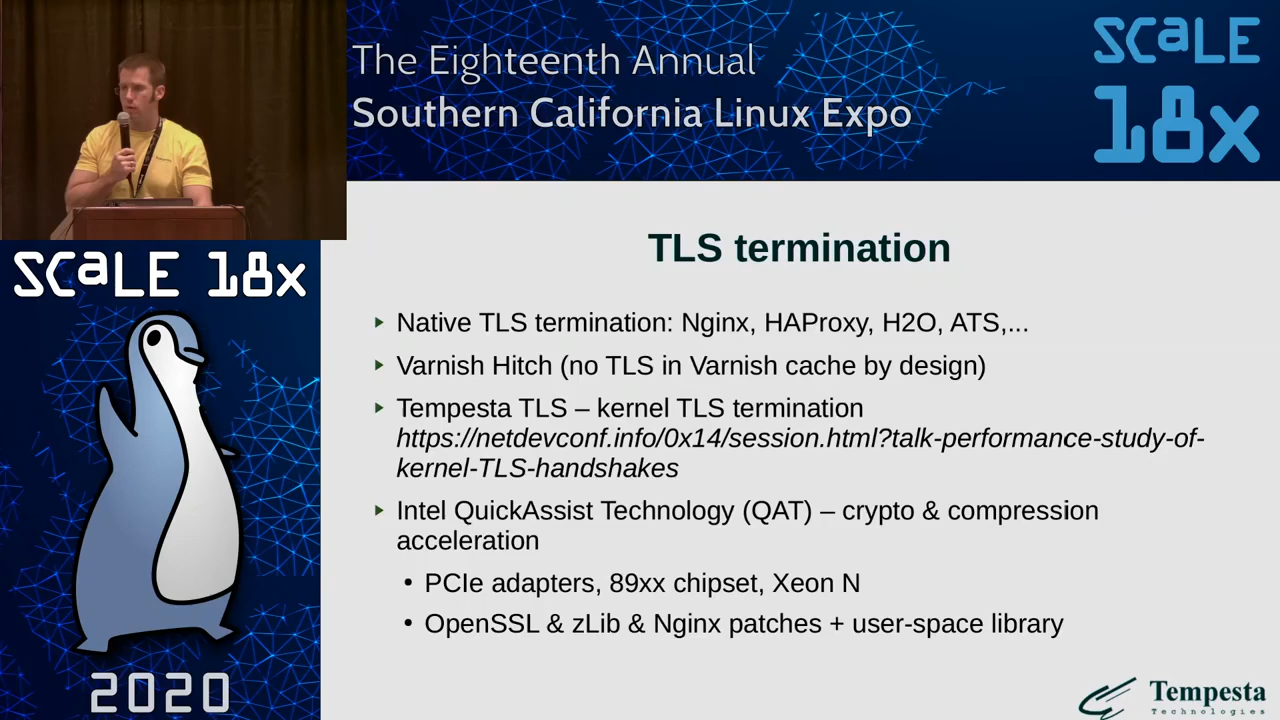 The Eighteenth Annual
Southern California Linux Expo
SCaLE
18x
SCaLE 18x
2020
TLS termination
Native TLS termination: Nginx, HAProxy, H2O, ATS,...
Varnish Hitch (no TLS in Varnish cache by design)
Tempesta TLS – kernel TLS termination
https://netdevconf.info/0x14/session.html?talk-performance-study-of-
kernel-TLS-handshakes
Intel QuickAssist Technology (QAT) – crypto & compression
acceleration
PCIe adapters, 89xx chipset, Xeon N
OpenSSL & zLib & Nginx patches + user-space library
Tempesta
Technologies